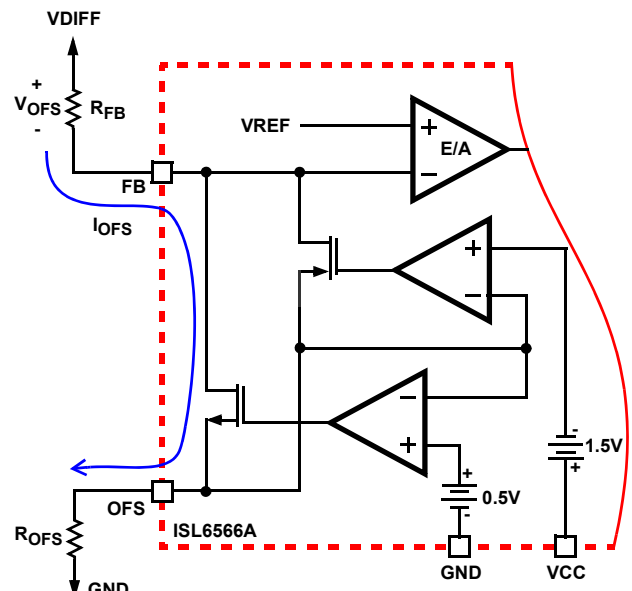 VDIFF
+
VOFS
-
RFB
VREF
+
E/A
−
FB
IOFS
+
−
−
+
-
1.5V
+
+
0.5V
-
OFS
ISL6566A
ROFS
GND
GND
VCC